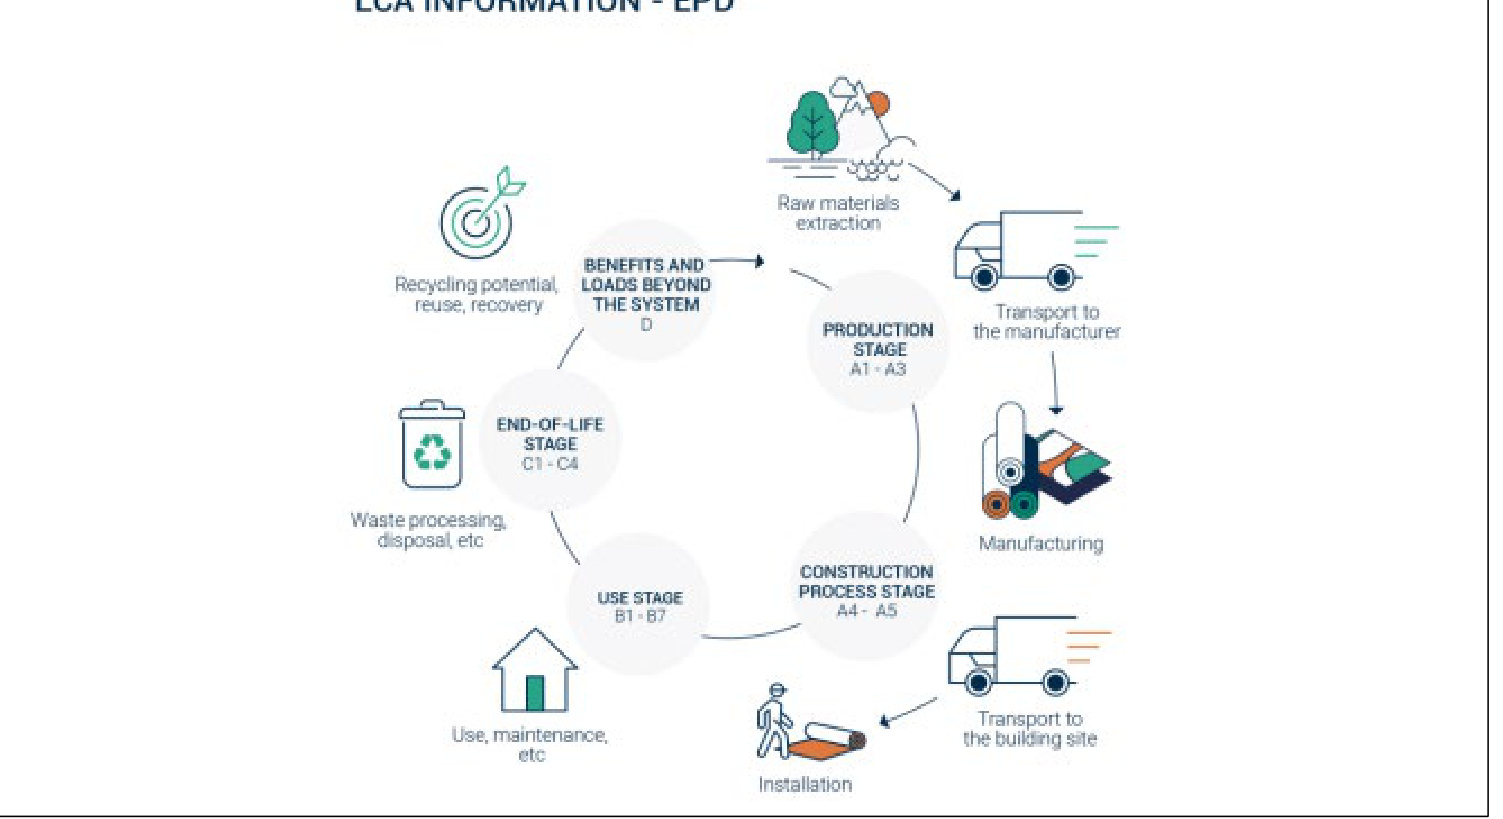 LCA INFORMATION - EPD
Raw materials
extraction
Transport to
the manufacturer
Manufacturing
Transport to
the building site
Installation
Use, maintenance,
etc
Waste processing,
disposal, etc
Recycling potential,
reuse, recovery
BENEFITS AND
LOADS BEYOND
THE SYSTEM
D
PRODUCTION
STAGE
A1 - A3
CONSTRUCTION
PROCESS STAGE
A4 - A5
USE STAGE
B1 - B7
END-OF-LIFE
STAGE
C1 - C4